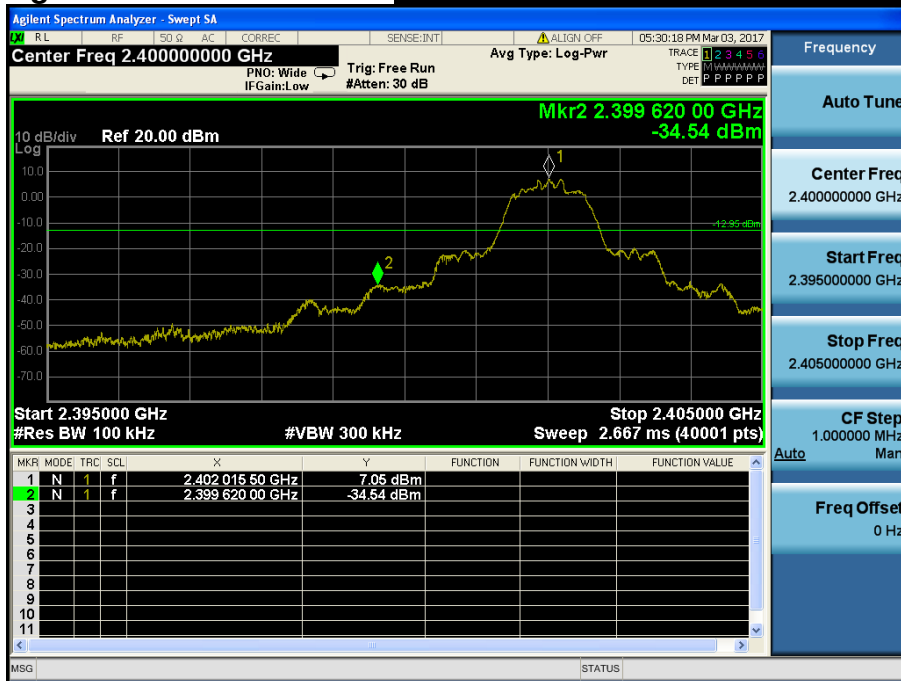 Agilent Spectrum Analyzer - Swept SA
LXI RL RF 50 Ω AC CORREC SENSE:INT ALIGN OFF 05:30:18 PM Mar 03, 2017
Center Freq 2.400000000 GHz
PNO: Wide
IFGain:Low
Trig: Free Run
#Atten: 30 dB
Avg Type: Log-Pwr
TRACE 1 2 3 4 5 6
TYPE M WWWWW
DET P P P P P P
Mkr2 2.399 620 00 GHz
-34.54 dBm
10 dB/div Ref 20.00 dBm
Log
10.0
0.00
-10.0
-20.0
-30.0
-40.0
-50.0
-60.0
-70.0
1
2
-12.95 dBm
Start 2.395000 GHz Stop 2.405000 GHz
#Res BW 100 kHz #VBW 300 kHz Sweep 2.667 ms (40001 pts)
MKR MODE TRC SCL X Y FUNCTION FUNCTION WIDTH FUNCTION VALUE
1 N 1 f 2.402 015 50 GHz 7.05 dBm
2 N 1 f 2.399 620 00 GHz -34.54 dBm
3
4
5
6
7
8
9
10
11
MSG STATUS
Frequency
Auto Tune
Center Freq
2.400000000 GHz
Start Freq
2.395000000 GHz
Stop Freq
2.405000000 GHz
CF Step
1.000000 MHz
Auto Man
Freq Offset
0 Hz